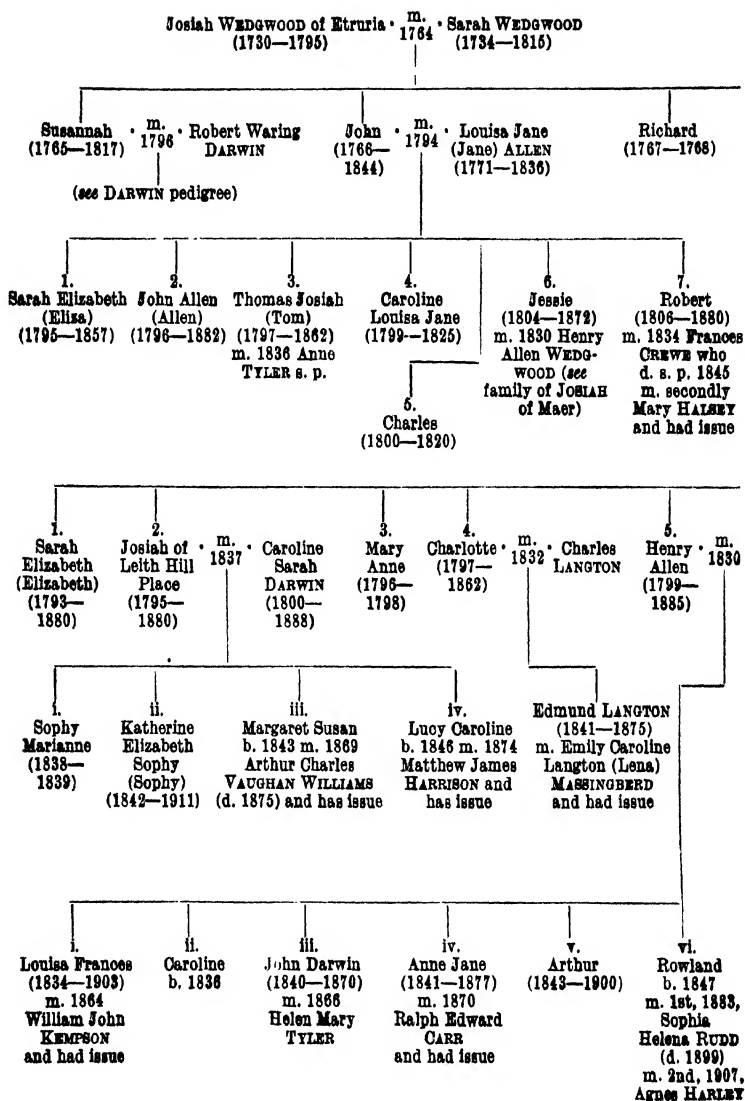 Josiah WEDGWOOD of Etruria · m. 1764 · Sarah WEDGWOOD
(1730—1795) (1734—1815)
Susannah · m. 1796 · Robert Waring DARWIN
(1765—1817)
(see DARWIN pedigree)
John · m. 1794 · Louisa Jane
(1766—1844)
(Jane) ALLEN
(1771—1836)
Richard
(1767—1768)
1.
Sarah Elizabeth
(Eliza)
(1795—1857)
2.
John Allen
(Allen)
(1796—1882)
3.
Thomas Josiah
(Tom)
(1797—1862)
m. 1836 Anne
TYLER s. p.
4.
Caroline
Louisa Jane
(1799—1825)
5.
Charles
(1800—1820)
6.
Jessie
(1804—1872)
m. 1830 Henry
Allen WEDG-
WOOD (see
family of JOSIAH
of Maer)
7.
Robert
(1806—1880)
m. 1834 Frances
CREWE who
d. s. p. 1845
m. secondly
Mary HALSEY
and had issue
1.
Sarah
Elizabeth
(Elizabeth)
(1793—
1880)
2.
Josiah of
Leith Hill
Place
(1795—
1880)
· m. 1837 ·
Caroline
Sarah
DARWIN
(1800—
1888)
3.
Mary
Anne
(1796—
1798)
4.
Charlotte · m. 1832 · Charles
(1797—
1862)
LANGTON
5.
Henry · m. 1830
Allen
(1799—
1885)
i.
Sophy
Marianne
(1838—
1839)
ii.
Katherine
Elizabeth
Sophy
(Sophy)
(1842—1911)
iii.
Margaret Susan
b. 1843 m. 1869
Arthur Charles
VAUGHAN WILLIAMS
(d. 1875) and has issue
iv.
Lucy Caroline
b. 1846 m. 1874
Matthew James
HARRISON and
has issue
Edmund LANGTON
(1841—1875)
m. Emily Caroline
Langton (Lena)
MASSINGBERD
and had issue
i.
Louisa Frances
(1834—1903)
m. 1864
William John
KEMPSON
and had issue
ii.
Caroline
b. 1836
iii.
John Darwin
(1840—1870)
m. 1866
Helen Mary
TYLER
iv.
Anne Jane
(1841—1877)
m. 1870
Ralph Edward
CARR
and had issue
v.
Arthur
(1843—1900)
vi.
Rowland
b. 1847
m. 1st, 1883,
Sophia
Helena RUDD
(d. 1899)
m. 2nd, 1907,
Agnes HARLEY